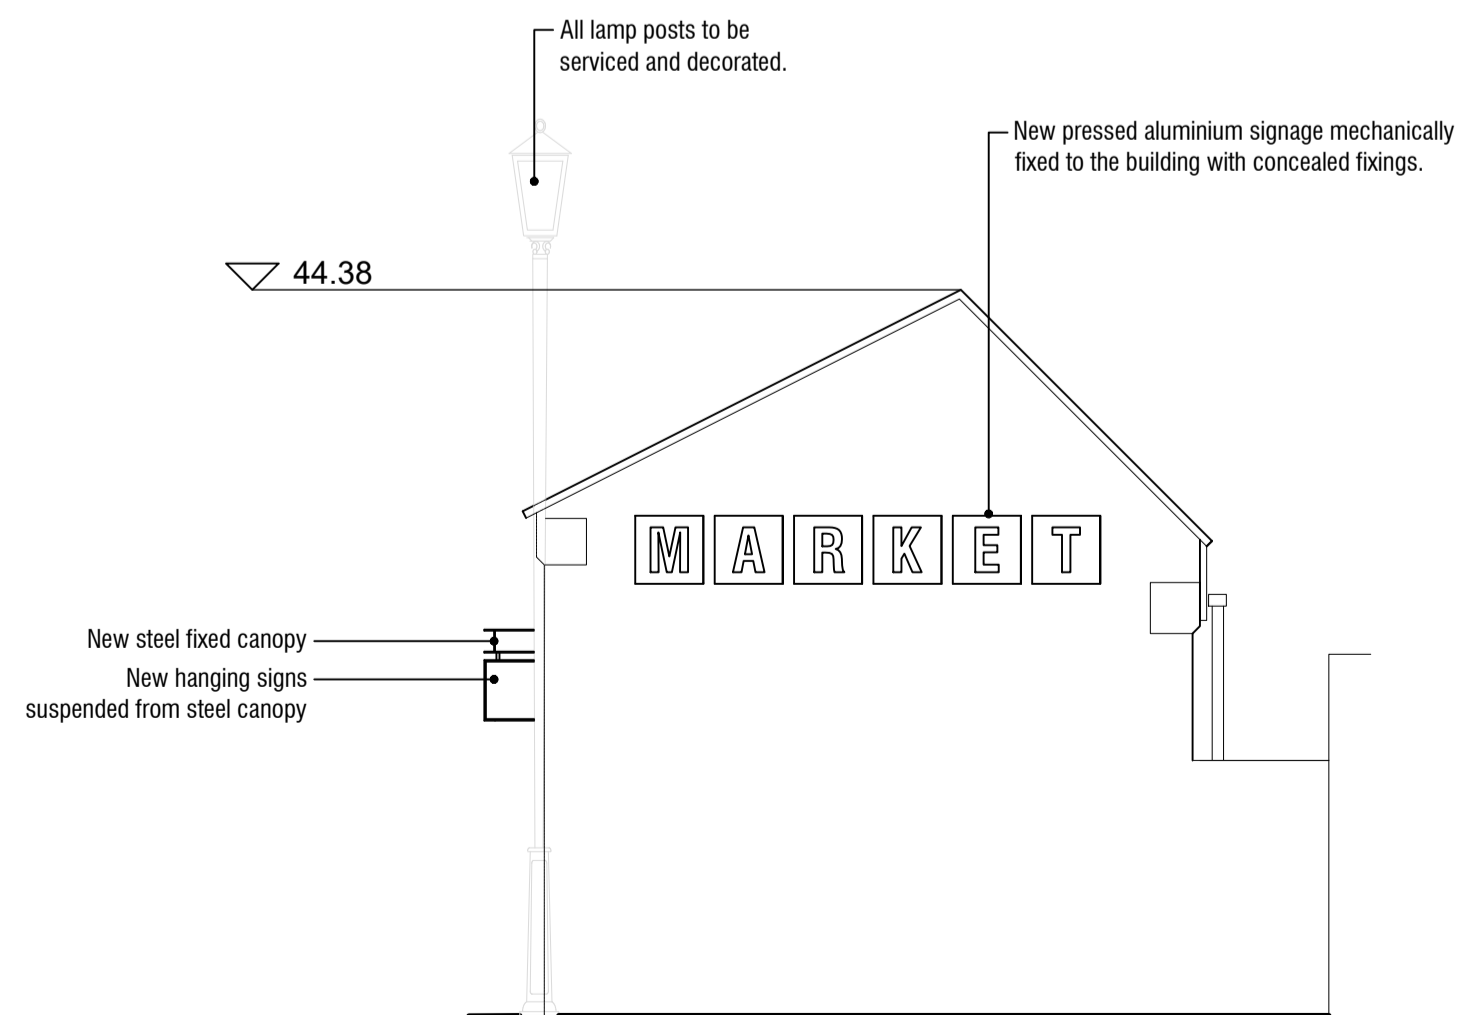 All lamp posts to be
serviced and decorated.
New pressed aluminium signage mechanically
fixed to the building with concealed fixings.
44.38
MARKET
New steel fixed canopy
New hanging signs
suspended from steel canopy